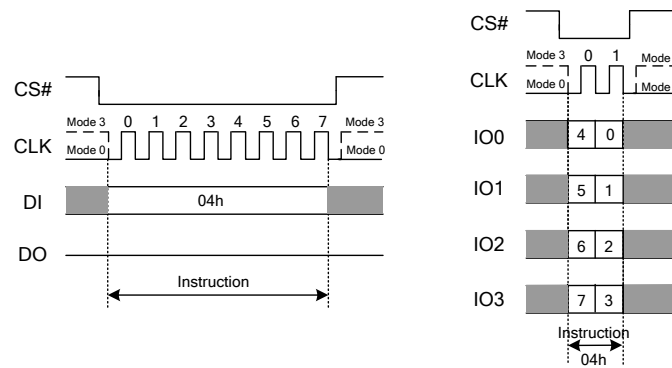 CS#
Mode 3 0 1 2 3 4 5 6 7 Mode 3
CLK
Mode 0 Mode 0
DI 04h
DO
Instruction
CS#
Mode 3 0 1 Mode
CLK
Mode 0 Mode
IO0 4 0
IO1 5 1
IO2 6 2
IO3 7 3
Instruction
04h